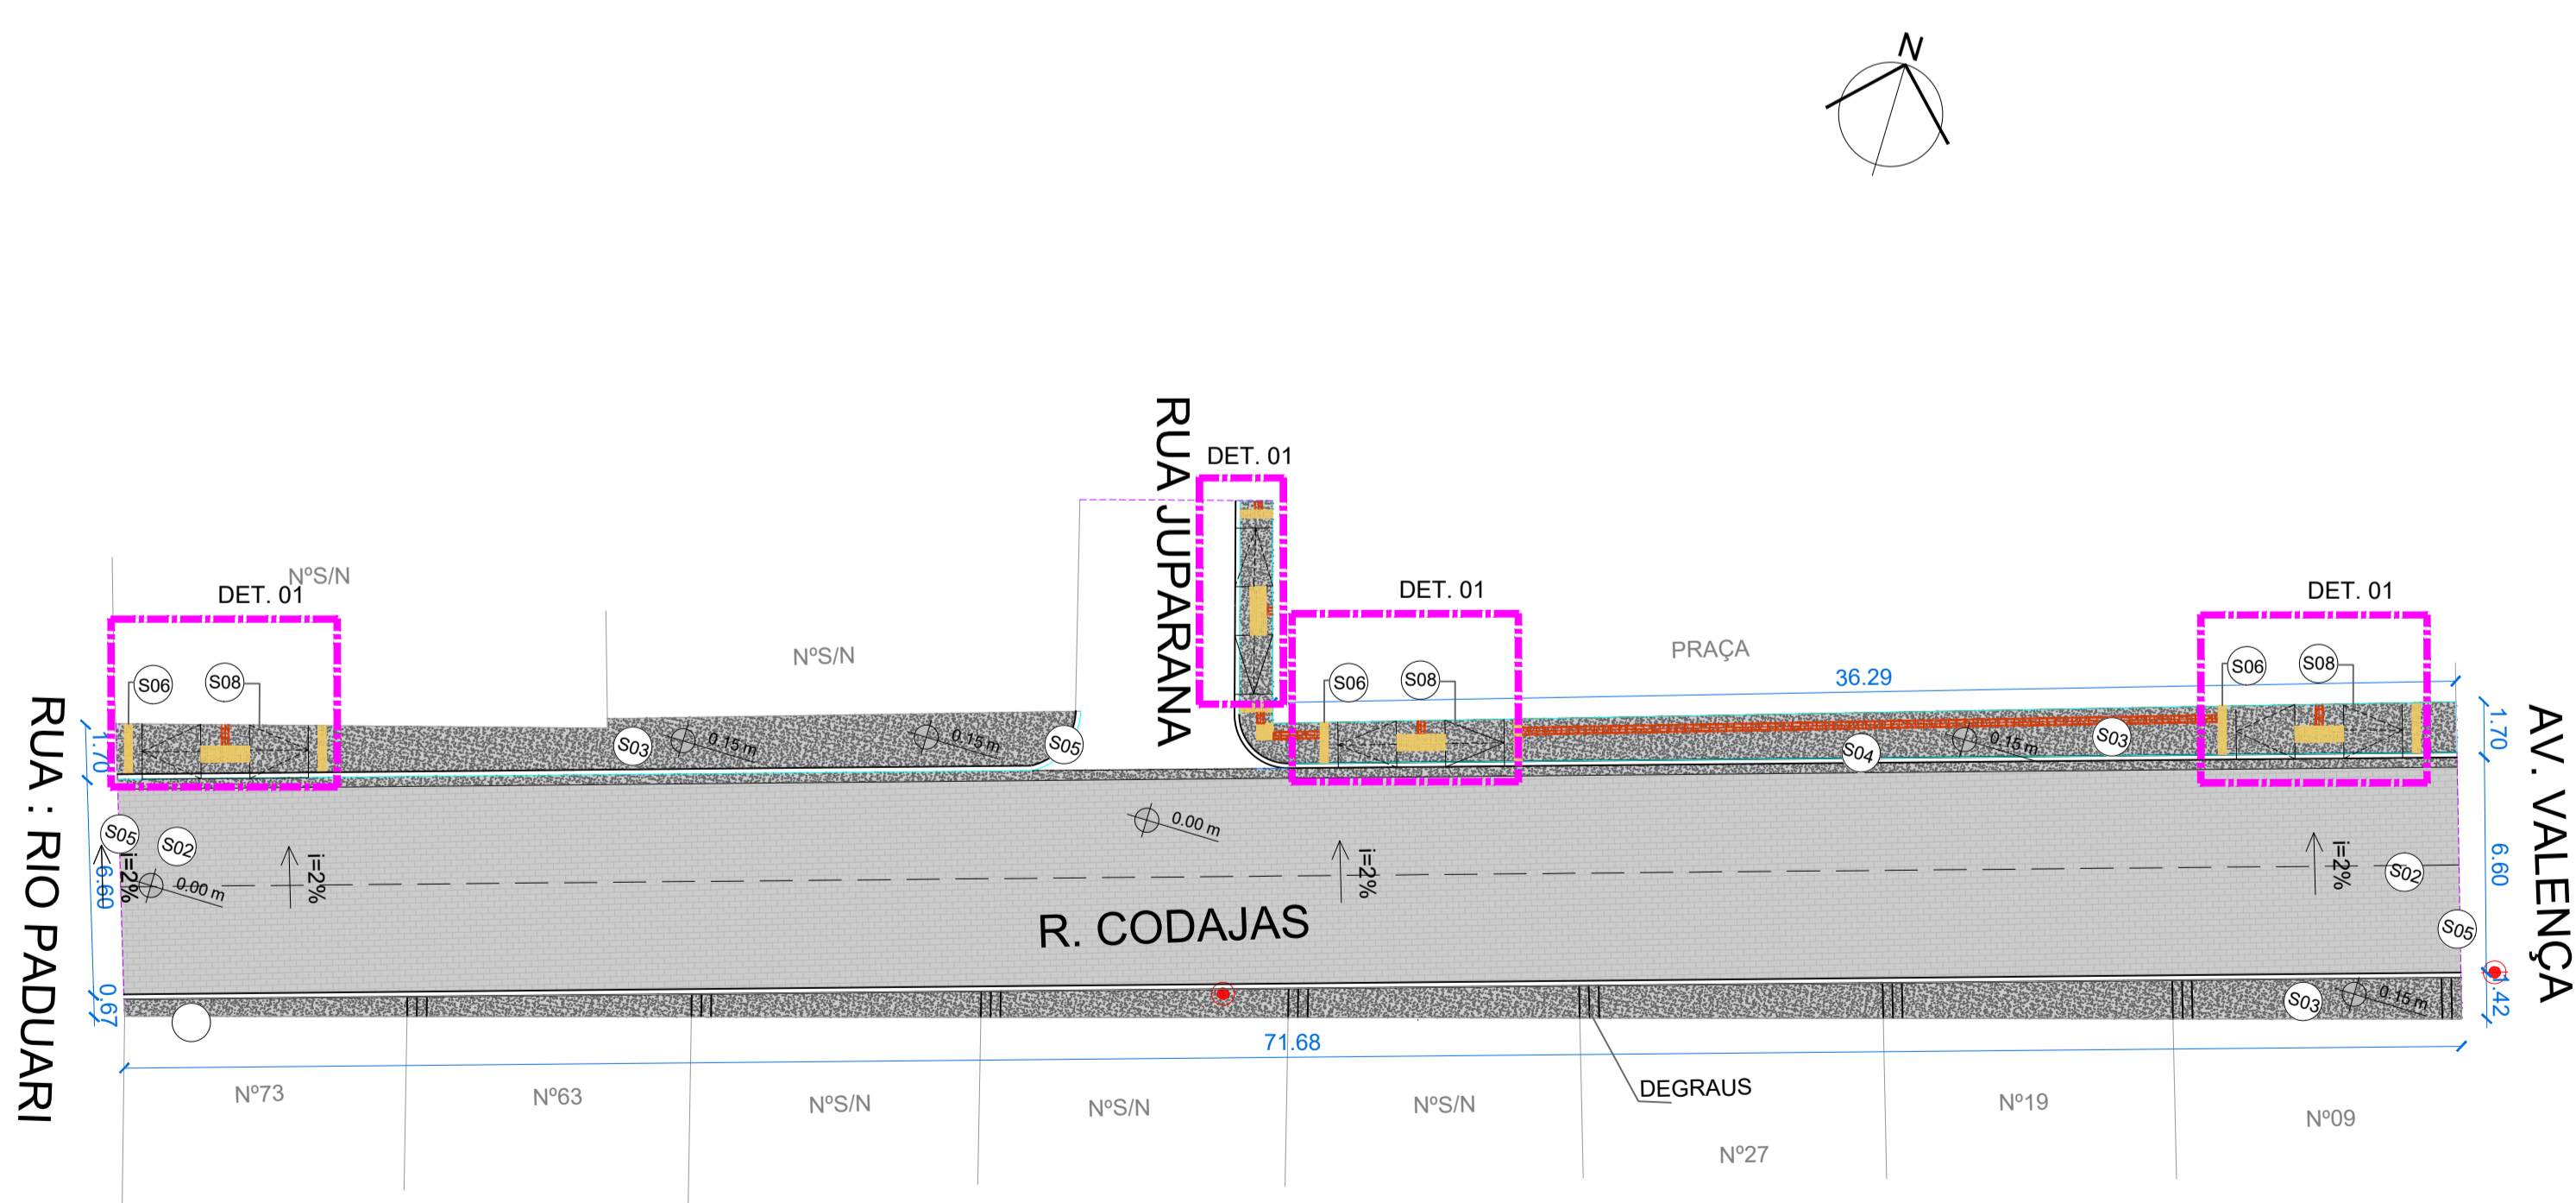 N
RUA JUPARANA
DET. 01
DET. 01
DET. 01
DET. 01
NºS/N
NºS/N
PRAÇA
36.29
S06
S08
S06
S08
S06
S08
RUA : RIO PADUARI
1.70
S03
0.15 m
0.15 m
S05
S04
0.15 m
S03
1.70
AV. VALENÇA
S05
S02
0.00 m
i=2%
6.60
i=2%
0.00 m
i=2%
i=2%
S02
6.60
R. CODAJAS
S05
0.67
S03
0.15 m
1.42
71.68
DEGRAUS
Nº73
Nº63
NºS/N
NºS/N
NºS/N
Nº27
Nº19
Nº09